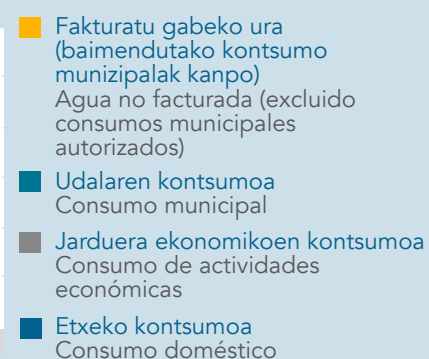 Fakturatu gabeko ura
(baimendutako kontsumo
munizipalak kanpo)
Agua no facturada (excluido
consumos municipales
autorizados)
Udalaren kontsumoa
Consumo municipal
Jarduera ekonomikoen kontsumoa
Consumo de actividades
económicas
Etxeko kontsumoa
Consumo doméstico